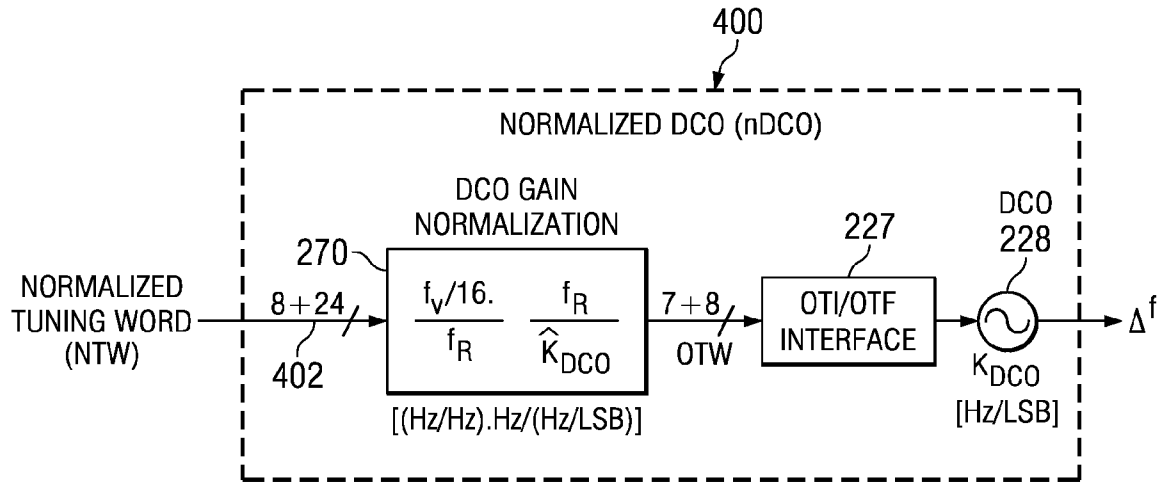 400
NORMALIZED DCO (nDCO)
DCO GAIN
NORMALIZATION
270
227
DCO
228
NORMALIZED
TUNING WORD
(NTW)
8+24
402
f_V/16.
f_R
f_R
K̂_DCO
7+8
OTW
OTI/OTF
INTERFACE
Δf
K_DCO
[Hz/LSB]
[(Hz/Hz).Hz/(Hz/LSB)]